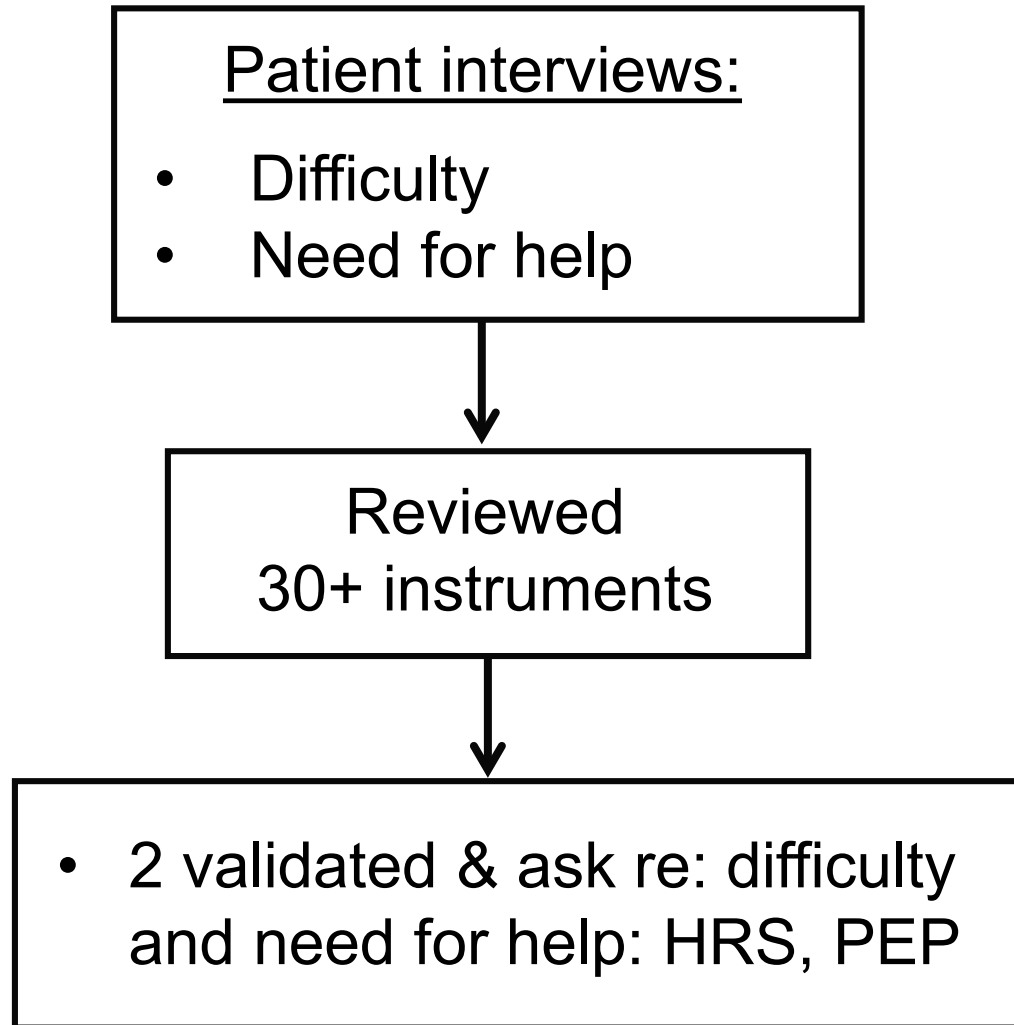 Patient interviews:
• Difficulty
• Need for help
Reviewed
30+ instruments
• 2 validated & ask re: difficulty
and need for help: HRS, PEP